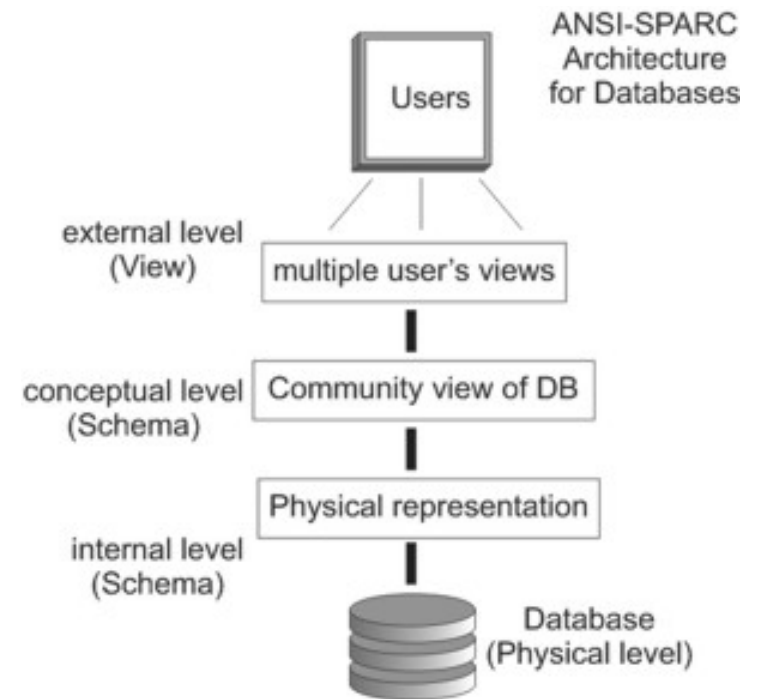 ANSI-SPARC
Architecture
for Databases
Users
external level
(View)
multiple user's views
conceptual level
(Schema)
Community view of DB
Physical representation
internal level
(Schema)
Database
(Physical level)